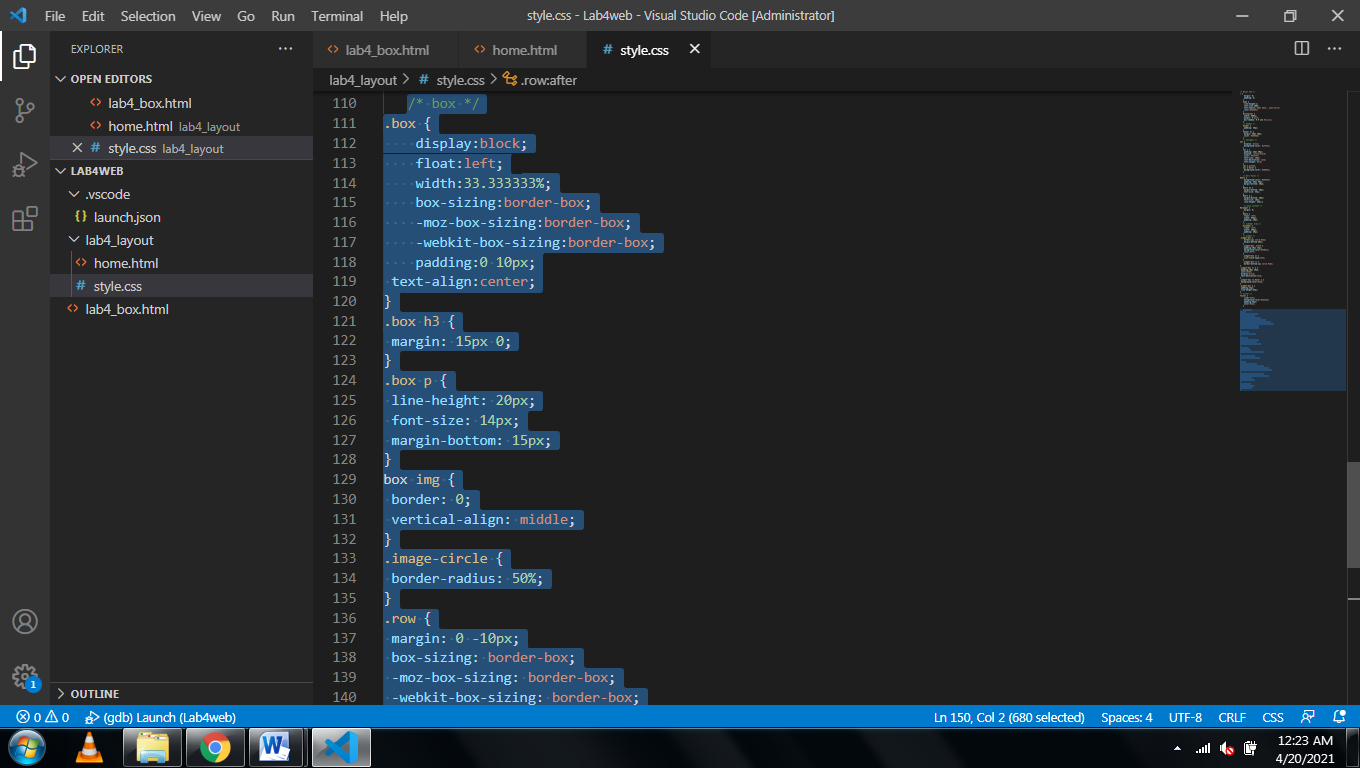 File Edit Selection View Go Run Terminal Help
style.css - Lab4web - Visual Studio Code [Administrator]
EXPLORER
OPEN EDITORS
lab4_box.html
home.html lab4_layout
style.css lab4_layout
LAB4WEB
.vscode
launch.json
lab4_layout
home.html
style.css
lab4_box.html
OUTLINE
lab4_box.html
home.html
style.css
lab4_layout > style.css > .row:after
110 /* box */
111 .box {
112 display:block;
113 float:left;
114 width:33.333333%;
115 box-sizing:border-box;
116 -moz-box-sizing:border-box;
117 -webkit-box-sizing:border-box;
118 padding:0 10px;
119 text-align:center;
120 }
121 .box h3 {
122 margin: 15px 0;
123 }
124 .box p {
125 line-height: 20px;
126 font-size: 14px;
127 margin-bottom: 15px;
128 }
129 box img {
130 border: 0;
131 vertical-align: middle;
132 }
133 .image-circle {
134 border-radius: 50%;
135 }
136 .row {
137 margin: 0 -10px;
138 box-sizing: border-box;
139 -moz-box-sizing: border-box;
140 -webkit-box-sizing: border-box;
1
0 0 (gdb) Launch (Lab4web)
Ln 150, Col 2 (680 selected) Spaces: 4 UTF-8 CRLF CSS
12:23 AM
4/20/2021